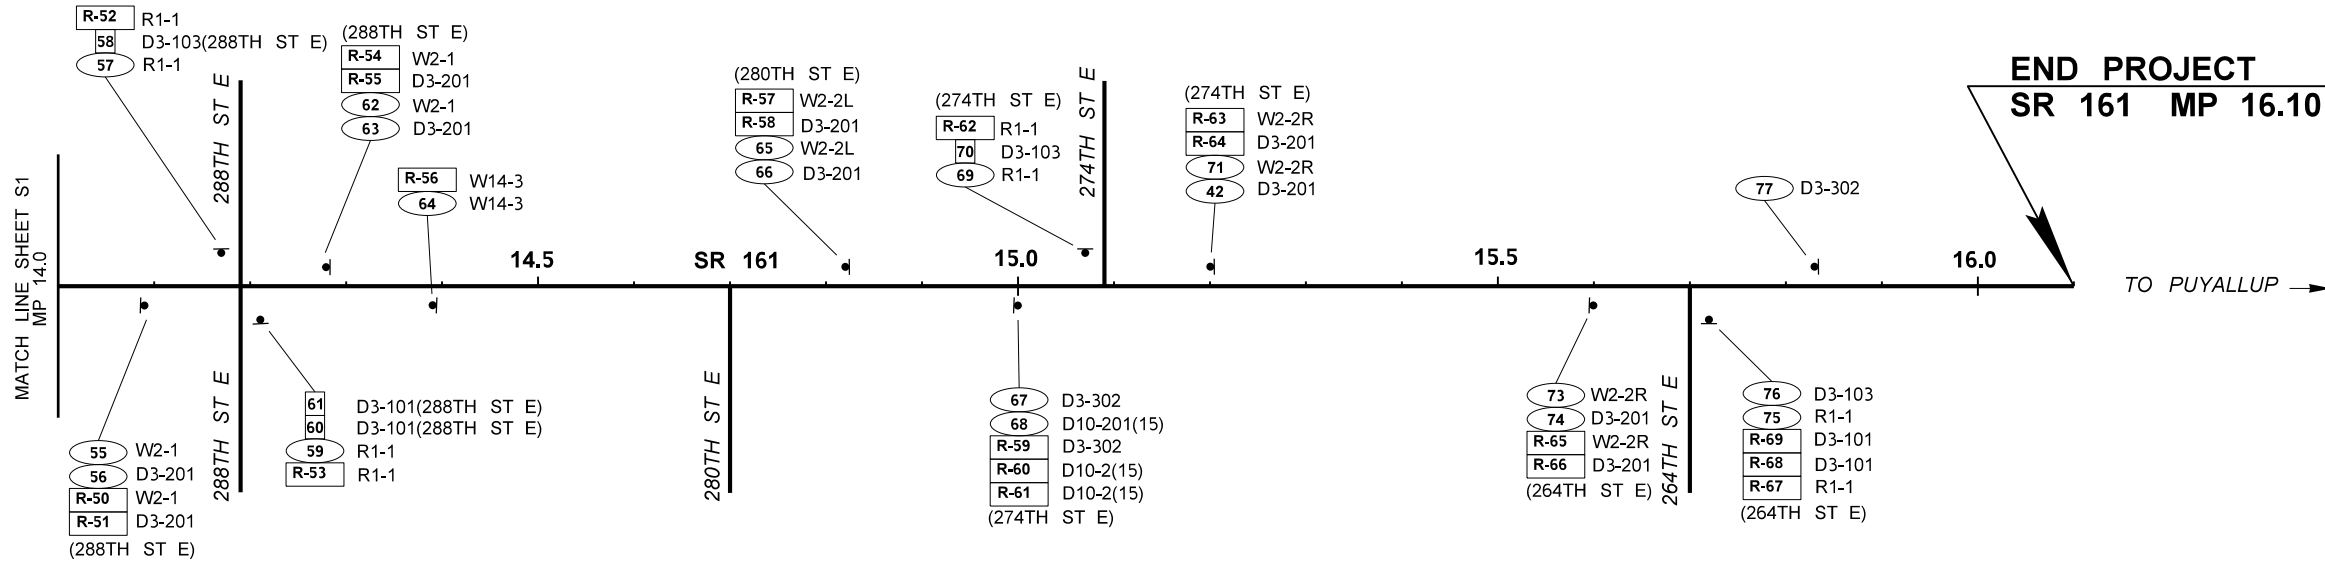 R-52 R1-1
58 D3-103(288TH ST E)
57 R1-1
288TH ST E
(288TH ST E)
R-54 W2-1
R-55 D3-201
62 W2-1
63 D3-201
R-56 W14-3
64 W14-3
(280TH ST E)
R-57 W2-2L
R-58 D3-201
65 W2-2L
66 D3-201
(274TH ST E)
R-62 R1-1
70 D3-103
69 R1-1
274TH ST E
(274TH ST E)
R-63 W2-2R
R-64 D3-201
71 W2-2R
42 D3-201
77 D3-302
END PROJECT
SR 161 MP 16.10
MATCH LINE SHEET S1
MP 14.0
14.5
SR 161
15.0
15.5
16.0
TO PUYALLUP
55 W2-1
56 D3-201
R-50 W2-1
R-51 D3-201
(288TH ST E)
288TH ST E
61 D3-101(288TH ST E)
60 D3-101(288TH ST E)
59 R1-1
R-53 R1-1
280TH ST E
67 D3-302
68 D10-201(15)
R-59 D3-302
R-60 D10-2(15)
R-61 D10-2(15)
(274TH ST E)
73 W2-2R
74 D3-201
R-65 W2-2R
R-66 D3-201
(264TH ST E)
264TH ST E
76 D3-103
75 R1-1
R-69 D3-101
R-68 D3-101
R-67 R1-1
(264TH ST E)